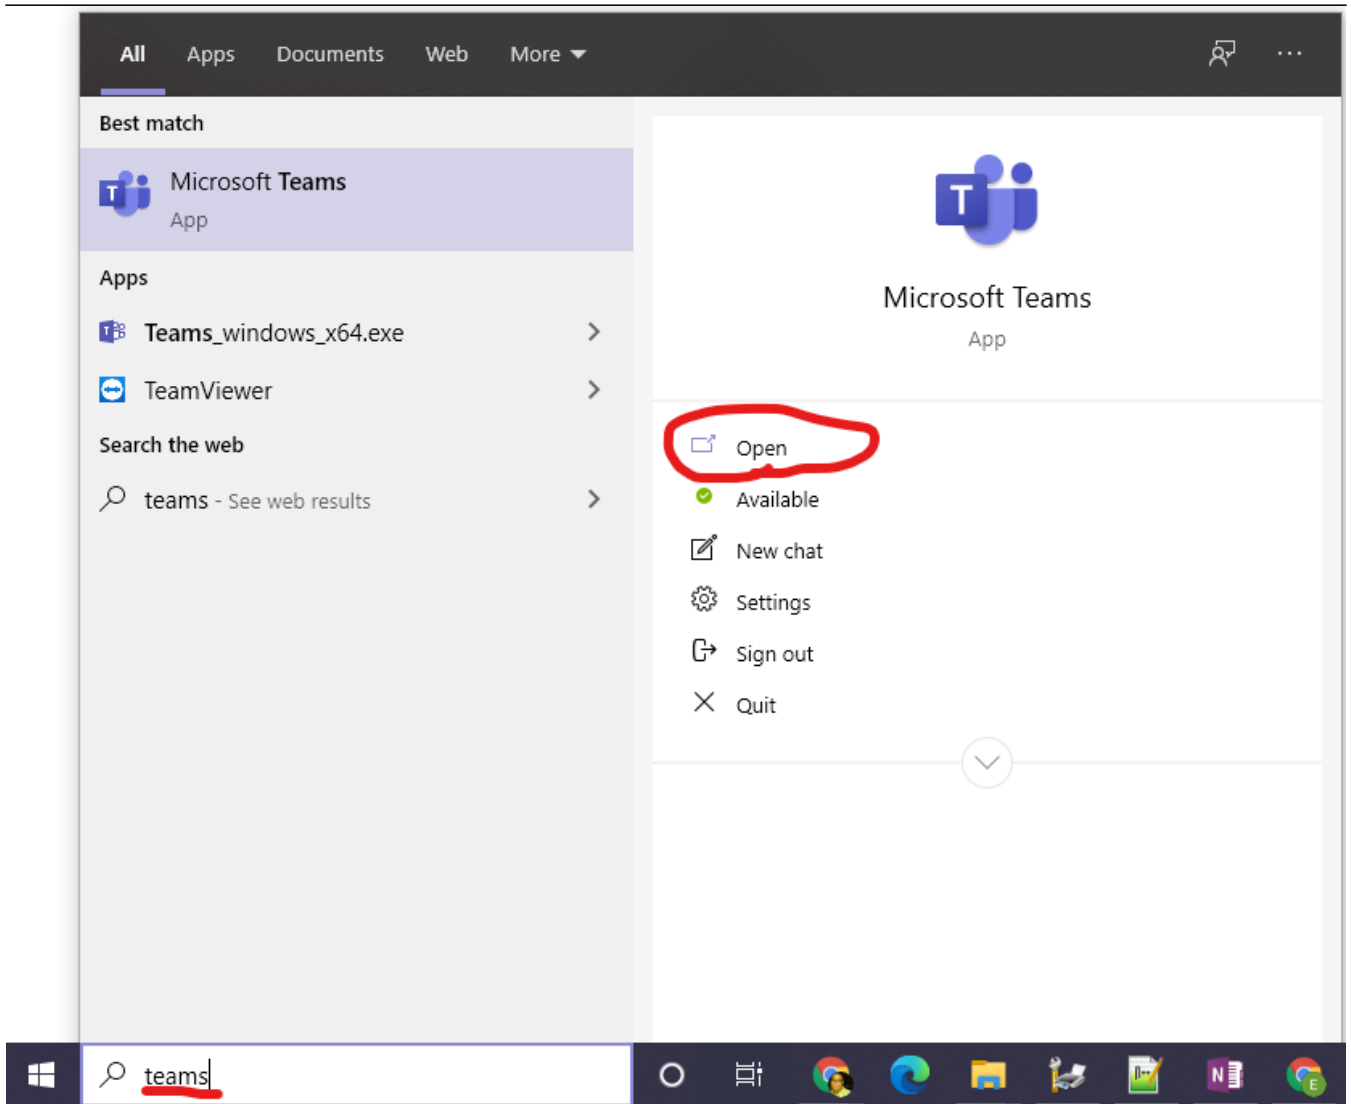 All Apps Documents Web More
Best match
Microsoft Teams
App
Apps
Teams_windows_x64.exe
TeamViewer
Search the web
teams - See web results
T
Microsoft Teams
App
Open
Available
New chat
Settings
Sign out
Quit
teams
N
E